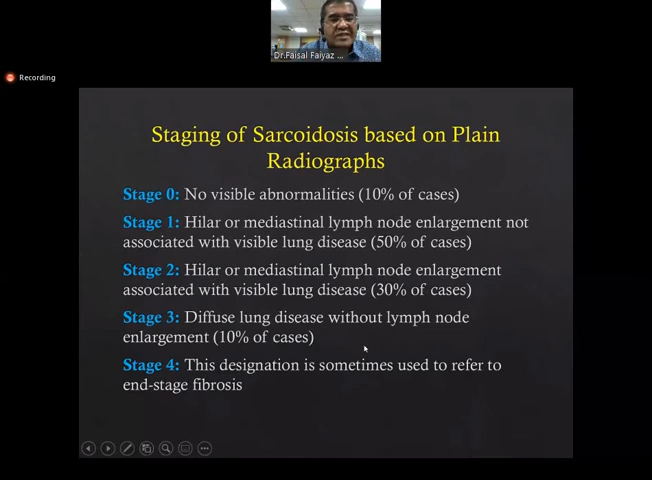 Dr.Faisal Faiyaz ...
Recording
Staging of Sarcoidosis based on Plain
Radiographs
Stage 0: No visible abnormalities (10% of cases)
Stage 1: Hilar or mediastinal lymph node enlargement not
associated with visible lung disease (50% of cases)
Stage 2: Hilar or mediastinal lymph node enlargement
associated with visible lung disease (30% of cases)
Stage 3: Diffuse lung disease without lymph node
enlargement (10% of cases)
Stage 4: This designation is sometimes used to refer to
end-stage fibrosis